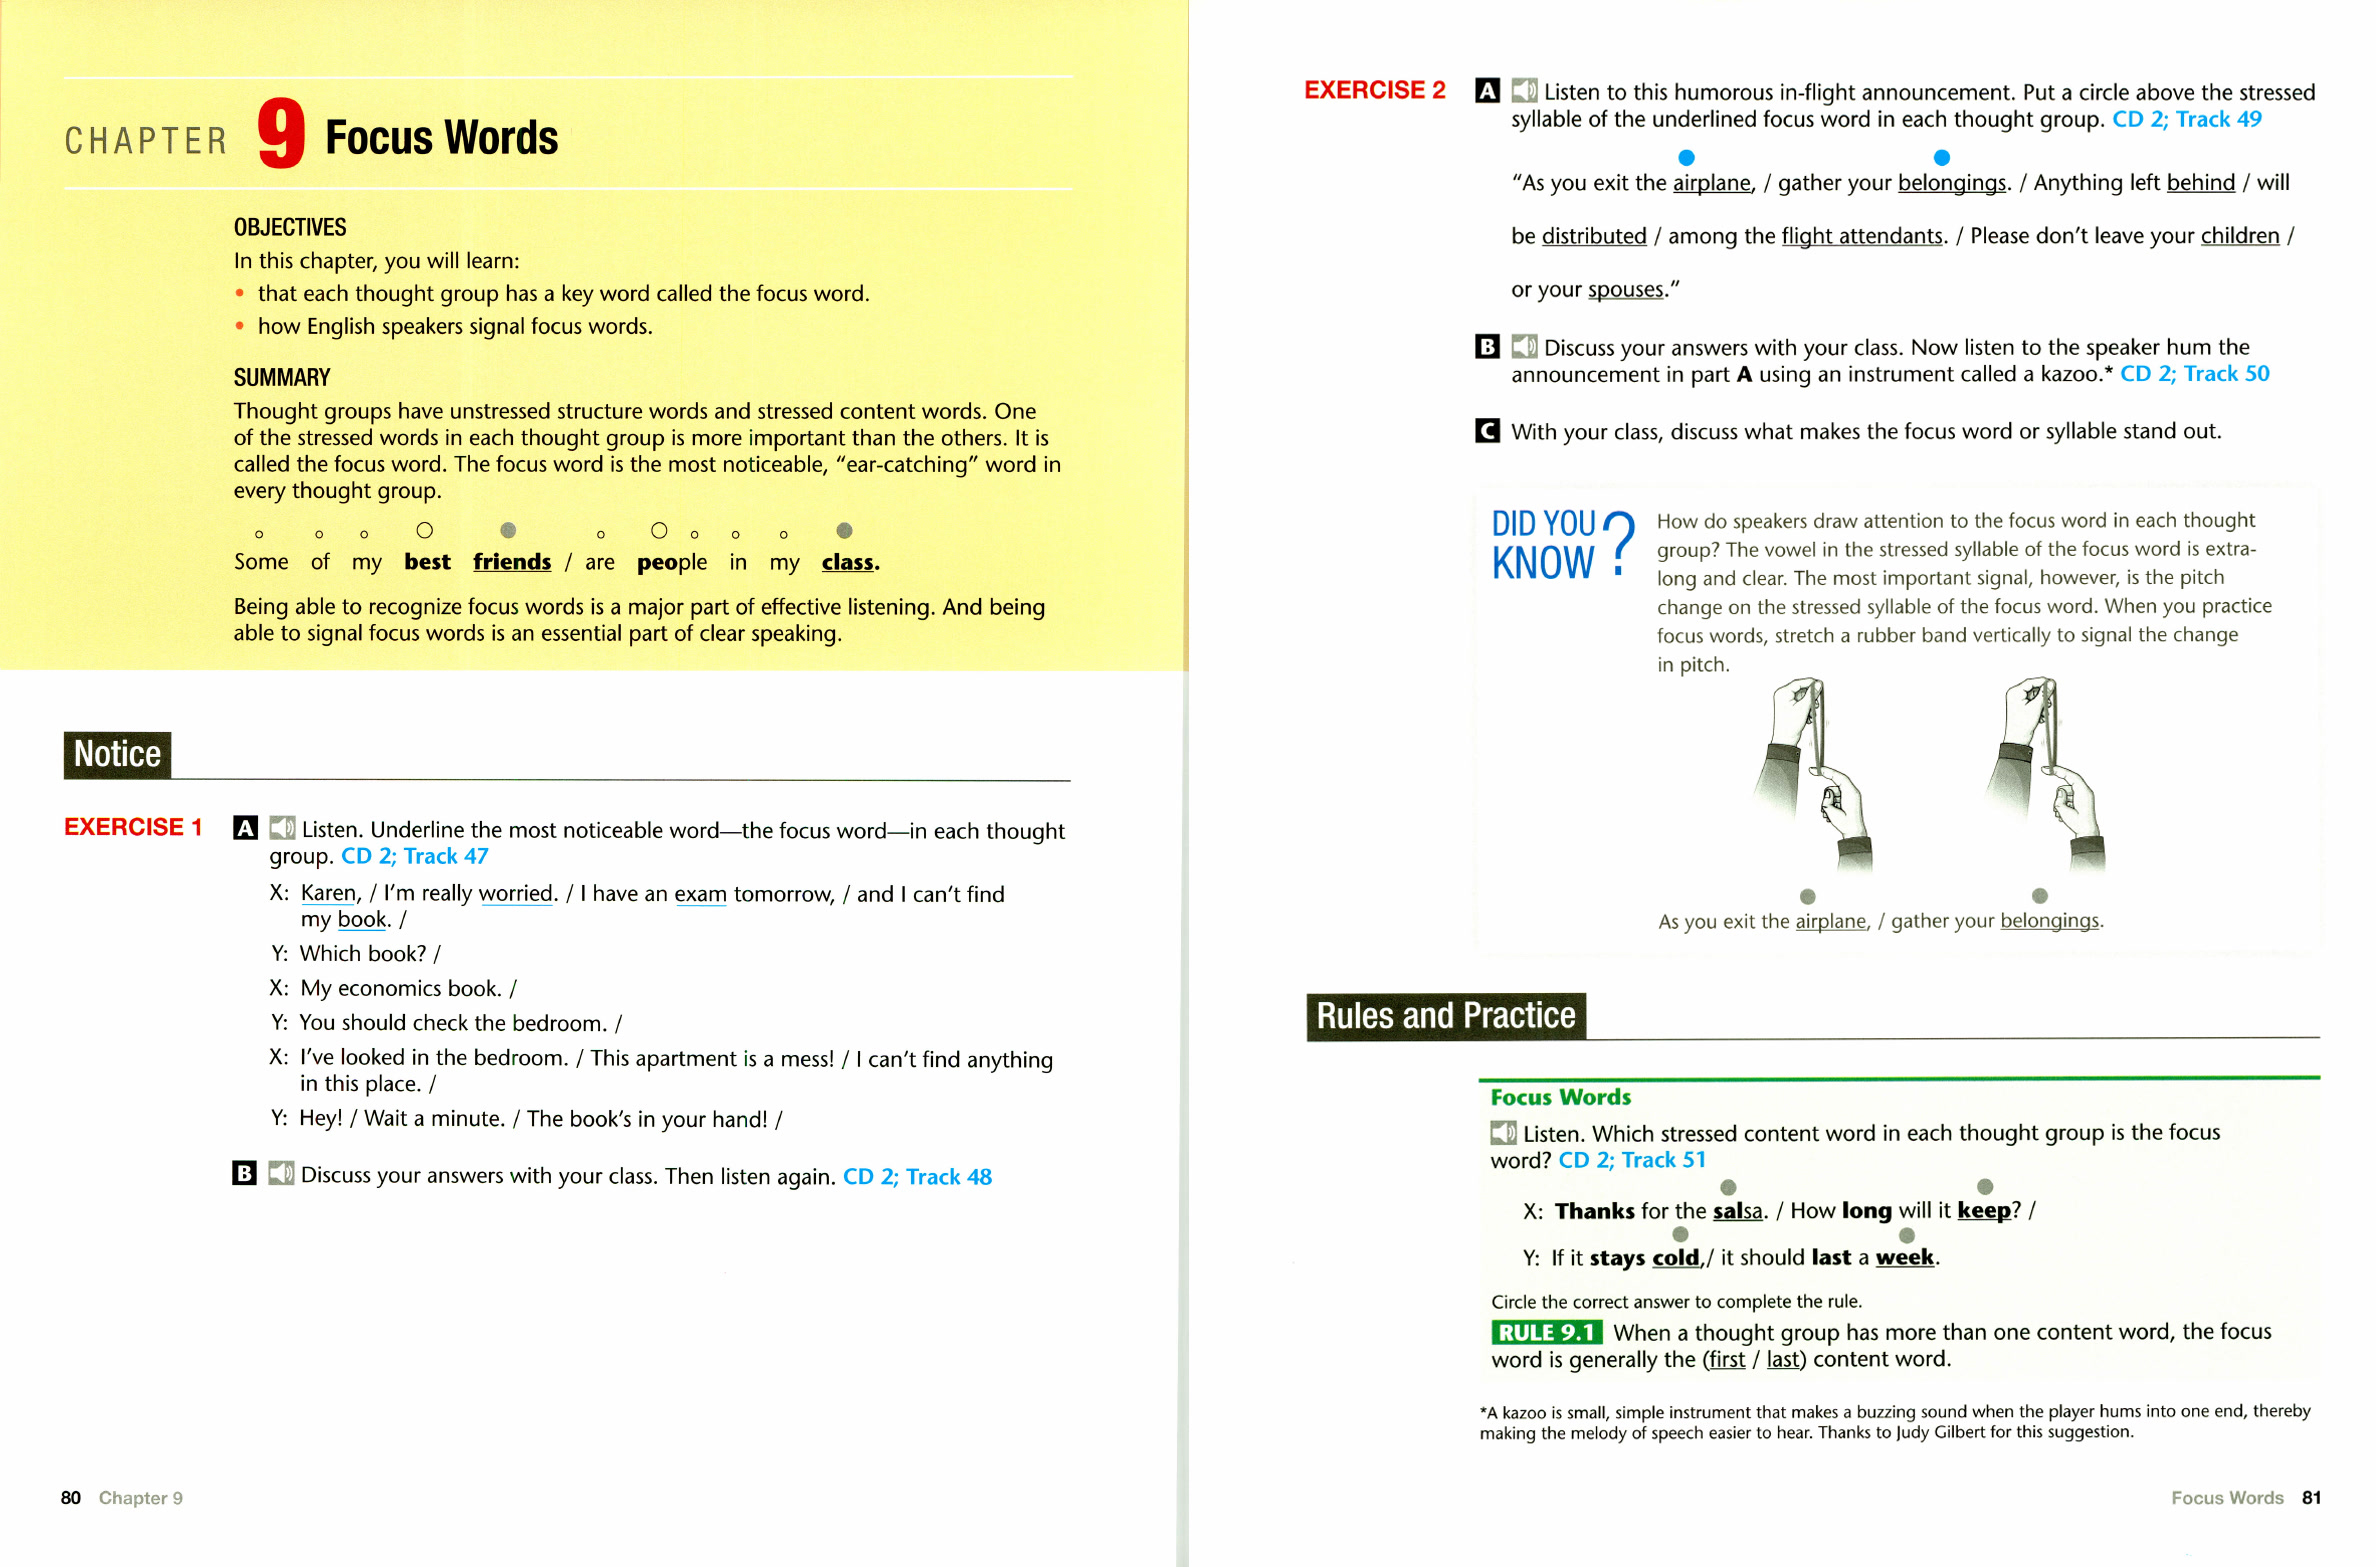 CHAPTER 9 Focus Words
OBJECTIVES
In this chapter, you will learn:
• that each thought group has a key word called the focus word.
• how English speakers signal focus words.
SUMMARY
Thought groups have unstressed structure words and stressed content words. One
of the stressed words in each thought group is more important than the others. It is
called the focus word. The focus word is the most noticeable, “ear-catching” word in
every thought group.
Some of my best friends / are people in my class.
Being able to recognize focus words is a major part of effective listening. And being
able to signal focus words is an essential part of clear speaking.
Notice
EXERCISE 1 A Listen. Underline the most noticeable word—the focus word—in each thought
group. CD 2; Track 47
X: Karen, / I'm really worried. / I have an exam tomorrow, / and I can't find
my book. /
Y: Which book? /
X: My economics book. /
Y: You should check the bedroom. /
X: I've looked in the bedroom. / This apartment is a mess! / I can't find anything
in this place. /
Y: Hey! / Wait a minute. / The book's in your hand! /
B Discuss your answers with your class. Then listen again. CD 2; Track 48
80 Chapter 9
EXERCISE 2 A Listen to this humorous in-flight announcement. Put a circle above the stressed
syllable of the underlined focus word in each thought group. CD 2; Track 49
“As you exit the airplane, / gather your belongings. / Anything left behind / will
be distributed / among the flight attendants. / Please don't leave your children /
or your spouses.”
B Discuss your answers with your class. Now listen to the speaker hum the
announcement in part A using an instrument called a kazoo.* CD 2; Track 50
C With your class, discuss what makes the focus word or syllable stand out.
DID YOU KNOW?
How do speakers draw attention to the focus word in each thought
group? The vowel in the stressed syllable of the focus word is extra-
long and clear. The most important signal, however, is the pitch
change on the stressed syllable of the focus word. When you practice
focus words, stretch a rubber band vertically to signal the change
in pitch.
As you exit the airplane, / gather your belongings.
Rules and Practice
Focus Words
Listen. Which stressed content word in each thought group is the focus
word? CD 2; Track 51
X: Thanks for the salsa. / How long will it keep? /
Y: If it stays cold,/ it should last a week.
Circle the correct answer to complete the rule.
RULE 9.1 When a thought group has more than one content word, the focus
word is generally the (first / last) content word.
*A kazoo is small, simple instrument that makes a buzzing sound when the player hums into one end, thereby
making the melody of speech easier to hear. Thanks to Judy Gilbert for this suggestion.
Focus Words 81